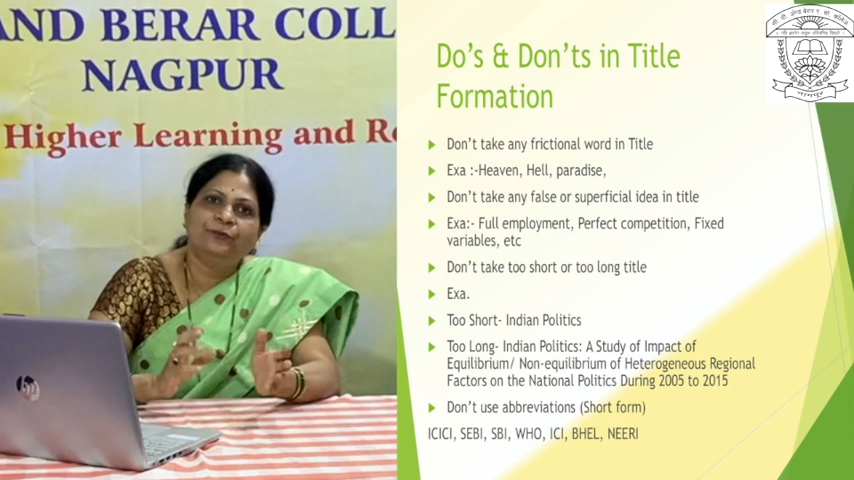 AND BERAR COLL
NAGPUR
Higher Learning and Re
hp
Do's & Don'ts in Title
Formation
Don't take any frictional word in Title
Exa :-Heaven, Hell, paradise,
Don't take any false or superficial idea in title
Exa:- Full employment, Perfect competition, Fixed
variables, etc
Don't take too short or too long title
Exa.
Too Short- Indian Politics
Too Long- Indian Politics: A Study of Impact of
Equilibrium/ Non-equilibrium of Heterogeneous Regional
Factors on the National Politics During 2005 to 2015
Don't use abbreviations (Short form)
ICICI, SEBI, SBI, WHO, ICI, BHEL, NEERI
नागपुर